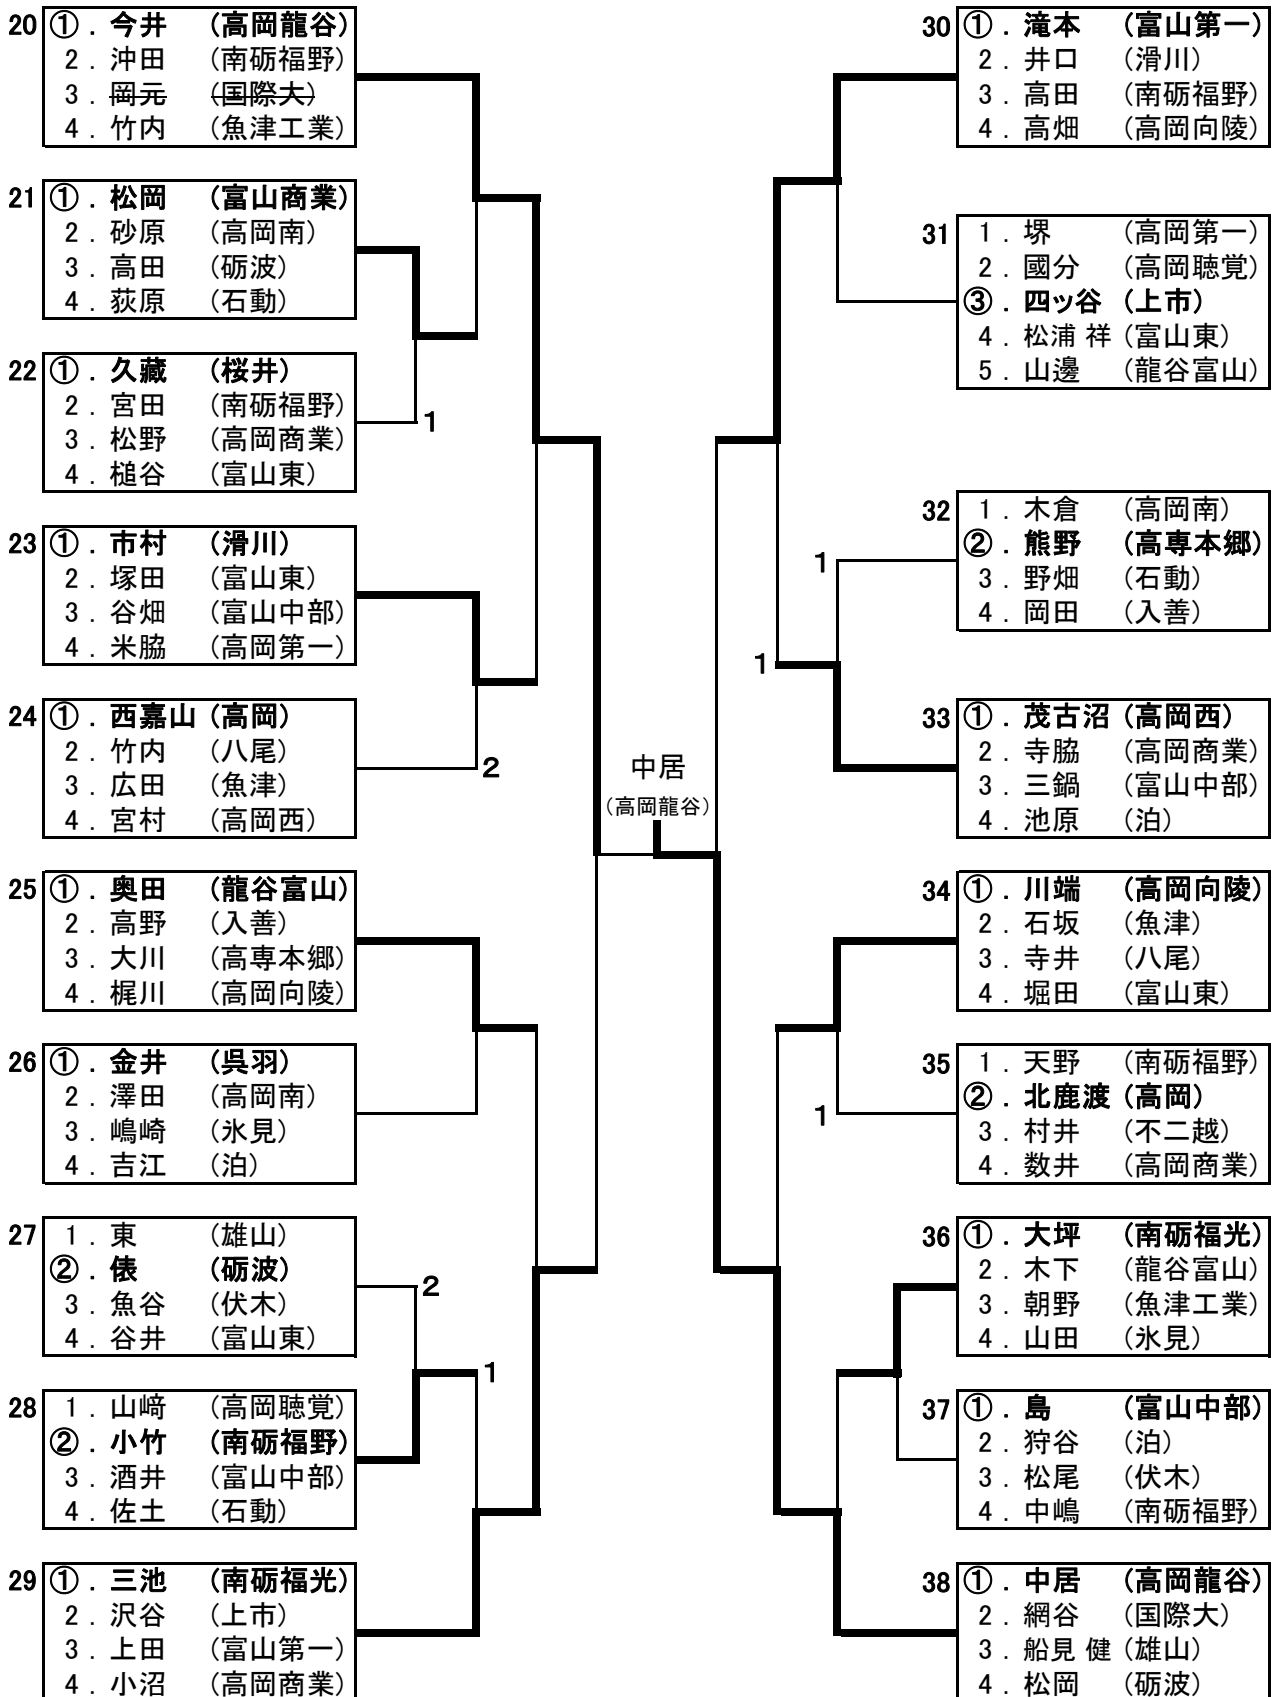 20
①. 今井 (高岡龍谷)
2. 沖田 (南砺福野)
3. 岡元 (国際大)
4. 竹内 (魚津工業)
21
①. 松岡 (富山商業)
2. 砂原 (高岡南)
3. 高田 (砺波)
4. 荻原 (石動)
22
①. 久藏 (桜井)
2. 宮田 (南砺福野)
3. 松野 (高岡商業)
4. 槌谷 (富山東)
1
23
①. 市村 (滑川)
2. 塚田 (富山東)
3. 谷畑 (富山中部)
4. 米脇 (高岡第一)
24
①. 西嘉山 (高岡)
2. 竹内 (八尾)
3. 広田 (魚津)
4. 宮村 (高岡西)
2
25
①. 奥田 (龍谷富山)
2. 高野 (入善)
3. 大川 (高専本郷)
4. 梶川 (高岡向陵)
26
①. 金井 (呉羽)
2. 澤田 (高岡南)
3. 嶋崎 (氷見)
4. 吉江 (泊)
27
1. 東 (雄山)
②. 俵 (砺波)
3. 魚谷 (伏木)
4. 谷井 (富山東)
2
1
28
1. 山﨑 (高岡聴覚)
②. 小竹 (南砺福野)
3. 酒井 (富山中部)
4. 佐土 (石動)
29
①. 三池 (南砺福光)
2. 沢谷 (上市)
3. 上田 (富山第一)
4. 小沼 (高岡商業)
中居
(高岡龍谷)
30
①. 滝本 (富山第一)
2. 井口 (滑川)
3. 高田 (南砺福野)
4. 高畑 (高岡向陵)
31
1. 堺 (高岡第一)
2. 國分 (高岡聴覚)
③. 四ッ谷 (上市)
4. 松浦 祥 (富山東)
5. 山邊 (龍谷富山)
32
1. 木倉 (高岡南)
②. 熊野 (高専本郷)
3. 野畑 (石動)
4. 岡田 (入善)
1
1
33
①. 茂古沼 (高岡西)
2. 寺脇 (高岡商業)
3. 三鍋 (富山中部)
4. 池原 (泊)
34
①. 川端 (高岡向陵)
2. 石坂 (魚津)
3. 寺井 (八尾)
4. 堀田 (富山東)
35
1. 天野 (南砺福野)
②. 北鹿渡 (高岡)
3. 村井 (不二越)
4. 数井 (高岡商業)
1
36
①. 大坪 (南砺福光)
2. 木下 (龍谷富山)
3. 朝野 (魚津工業)
4. 山田 (氷見)
37
①. 島 (富山中部)
2. 狩谷 (泊)
3. 松尾 (伏木)
4. 中嶋 (南砺福野)
38
①. 中居 (高岡龍谷)
2. 網谷 (国際大)
3. 船見 健 (雄山)
4. 松岡 (砺波)